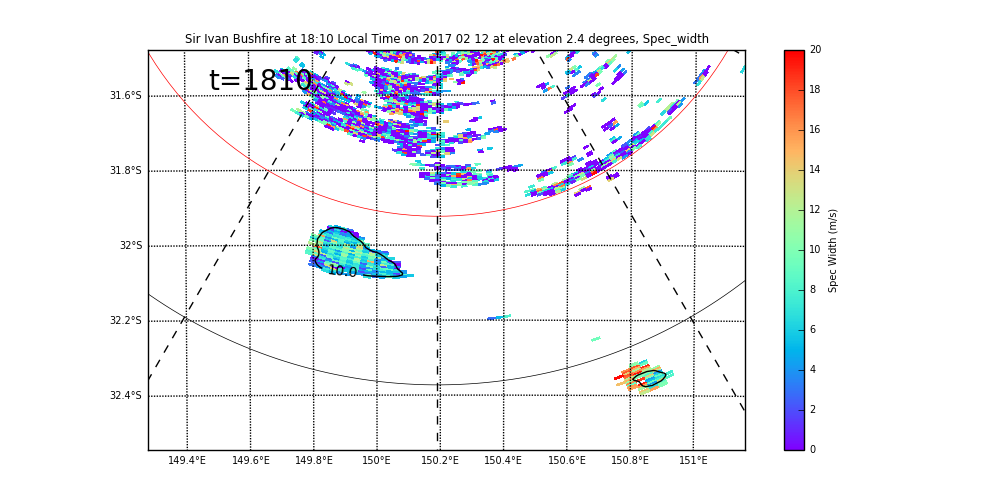 Sir Ivan Bushfire at 18:10 Local Time on 2017 02 12 at elevation 2.4 degrees, Spec_width
t=1810
31.6°S
31.8°S
32°S
32.2°S
32.4°S
10.0
149.4°E 149.6°E 149.8°E 150°E 150.2°E 150.4°E 150.6°E 150.8°E 151°E
20
18
16
14
12
10
8
6
4
2
0
Spec Width (m/s)